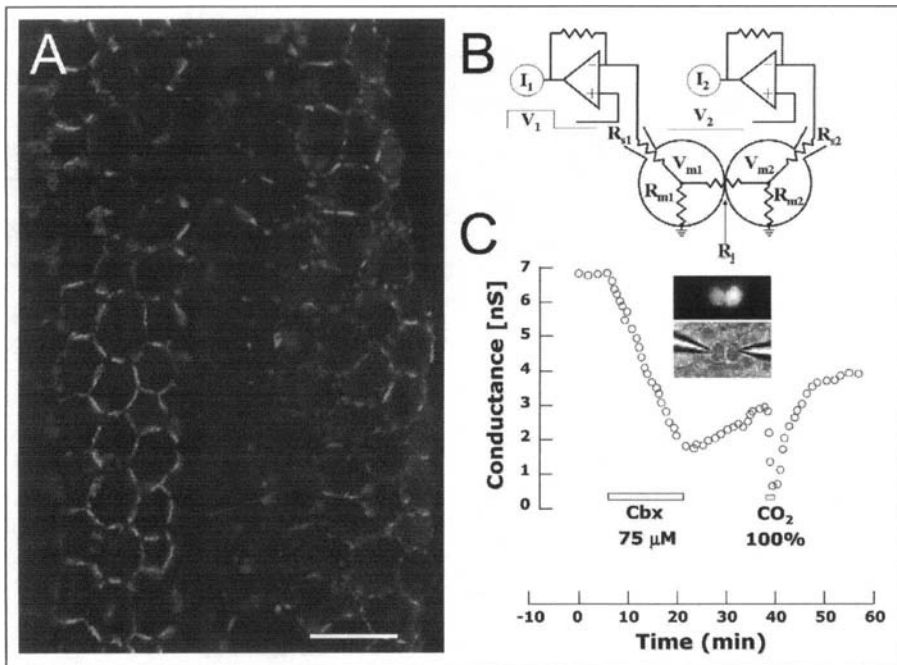 A
B
I₁
I₂
V₁
V₂
Rs1
Rs2
Vm1
Vm2
Rm1
Rm2
Rj
C
7
6
5
4
3
2
1
0
Conductance [nS]
Cbx
75 μM
CO₂
100%
-10 0 10 20 30 40 50 60
Time (min)